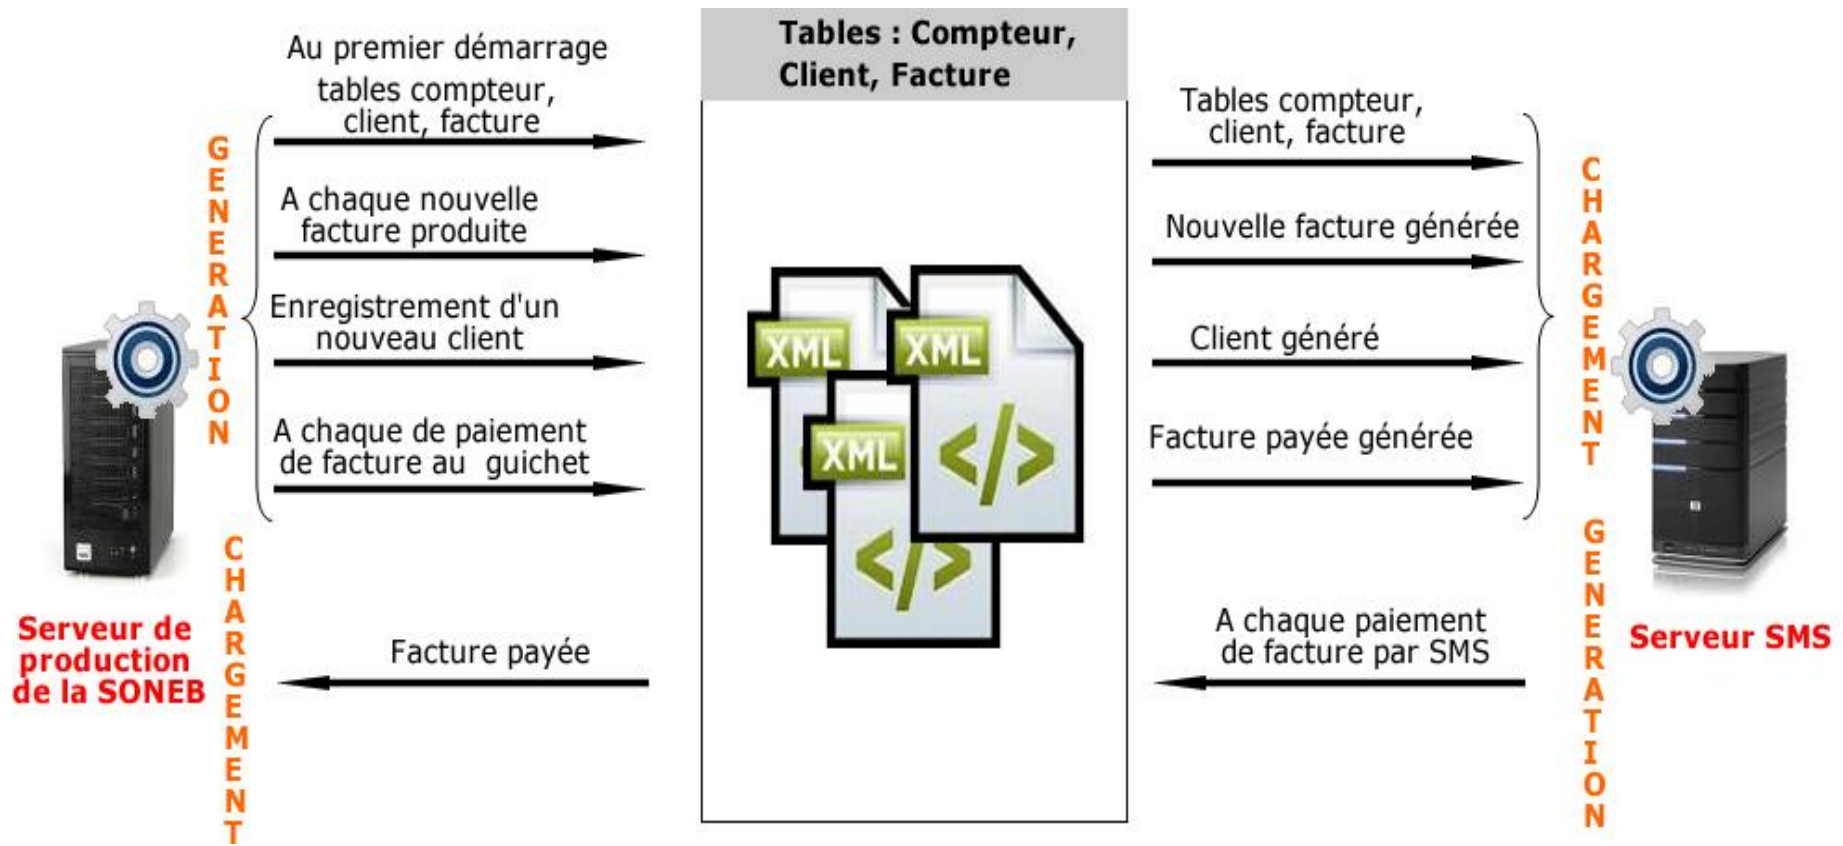 Au premier démarrage
tables compteur,
client, facture
A chaque nouvelle
facture produite
Enregistrement d'un
nouveau client
A chaque de paiement
de facture au guichet
GENERATION
CHARGEMENT
Facture payée
Serveur de
production
de la SONEB
Tables : Compteur,
Client, Facture
XML
XML
XML
</>
</>
Tables compteur,
client, facture
Nouvelle facture générée
Client généré
Facture payée générée
CHARGEMENT
GENERATION
A chaque paiement
de facture par SMS
Serveur SMS